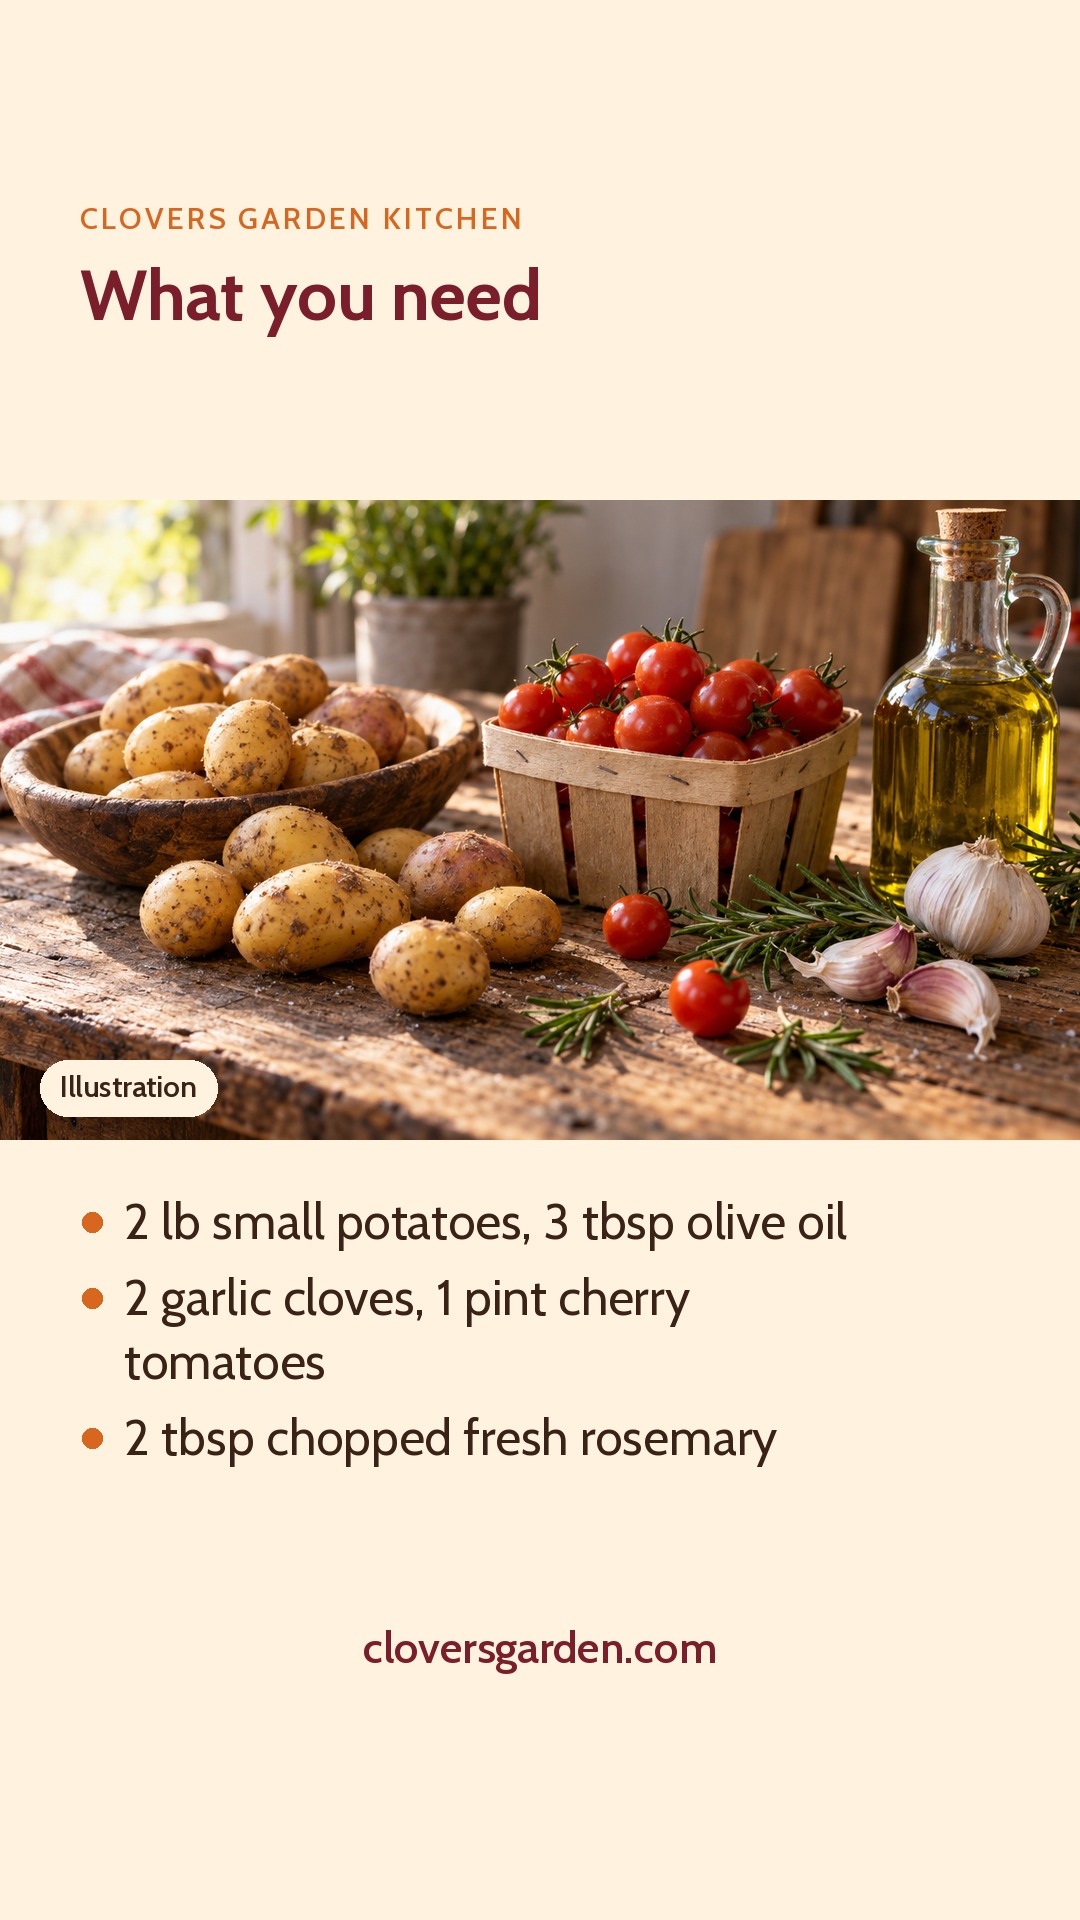 CLOVERS GARDEN KITCHEN
What you need
Illustration
2 lb small potatoes, 3 tbsp olive oil
2 garlic cloves, 1 pint cherry
tomatoes
2 tbsp chopped fresh rosemary
cloversgarden.com